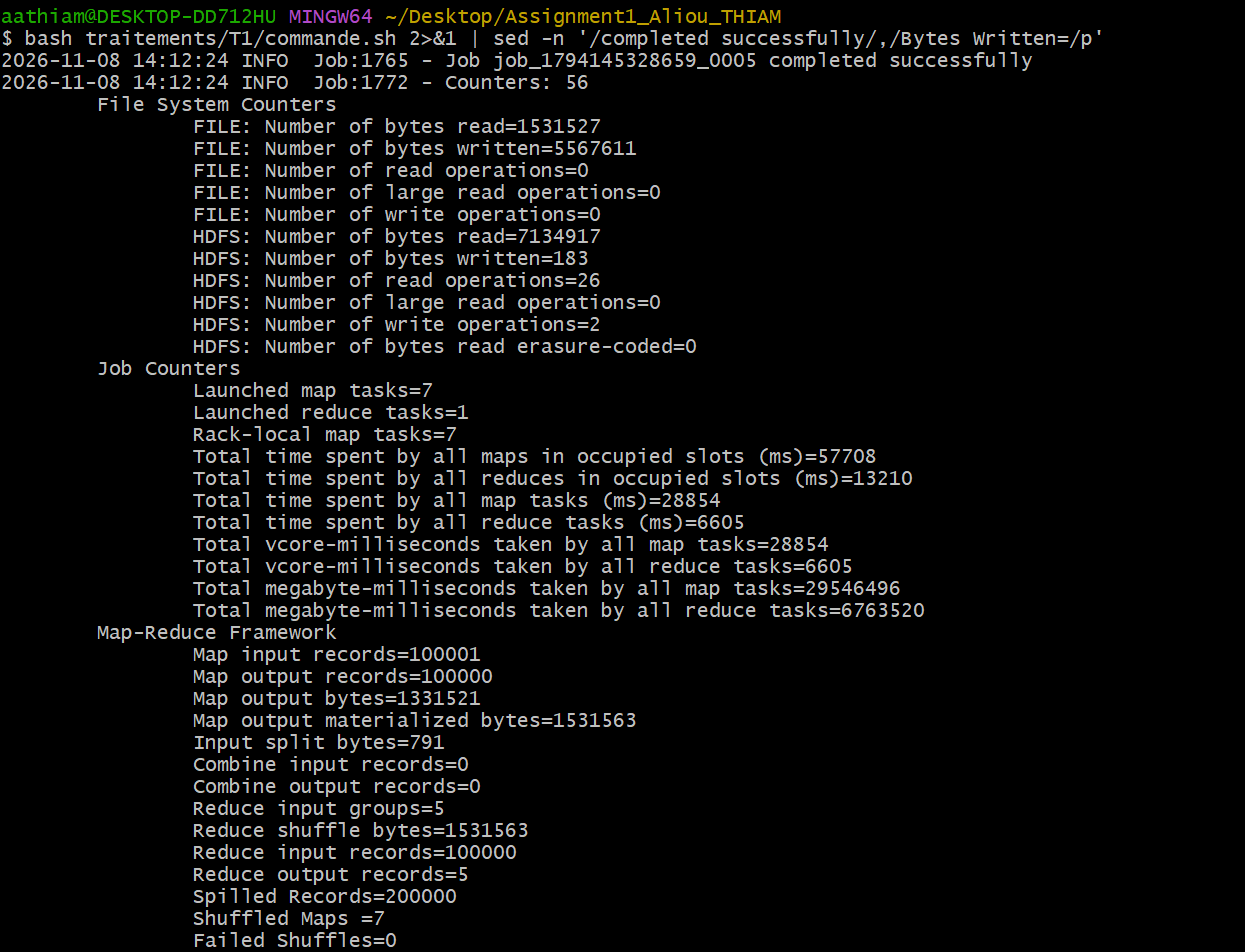 aathiam@DESKTOP-DD712HU MINGW64 ~/Desktop/Assignment1_Aliou_THIAM
$ bash traitements/T1/commande.sh 2>&1 | sed -n '/completed successfully/,/Bytes Written=/p'
2026-11-08 14:12:24 INFO  Job:1765 - Job job_1794145328659_0005 completed successfully
2026-11-08 14:12:24 INFO  Job:1772 - Counters: 56
        File System Counters
                FILE: Number of bytes read=1531527
                FILE: Number of bytes written=5567611
                FILE: Number of read operations=0
                FILE: Number of large read operations=0
                FILE: Number of write operations=0
                HDFS: Number of bytes read=7134917
                HDFS: Number of bytes written=183
                HDFS: Number of read operations=26
                HDFS: Number of large read operations=0
                HDFS: Number of write operations=2
                HDFS: Number of bytes read erasure-coded=0
        Job Counters
                Launched map tasks=7
                Launched reduce tasks=1
                Rack-local map tasks=7
                Total time spent by all maps in occupied slots (ms)=57708
                Total time spent by all reduces in occupied slots (ms)=13210
                Total time spent by all map tasks (ms)=28854
                Total time spent by all reduce tasks (ms)=6605
                Total vcore-milliseconds taken by all map tasks=28854
                Total vcore-milliseconds taken by all reduce tasks=6605
                Total megabyte-milliseconds taken by all map tasks=29546496
                Total megabyte-milliseconds taken by all reduce tasks=6763520
        Map-Reduce Framework
                Map input records=100001
                Map output records=100000
                Map output bytes=1331521
                Map output materialized bytes=1531563
                Input split bytes=791
                Combine input records=0
                Combine output records=0
                Reduce input groups=5
                Reduce shuffle bytes=1531563
                Reduce input records=100000
                Reduce output records=5
                Spilled Records=200000
                Shuffled Maps =7
                Failed Shuffles=0